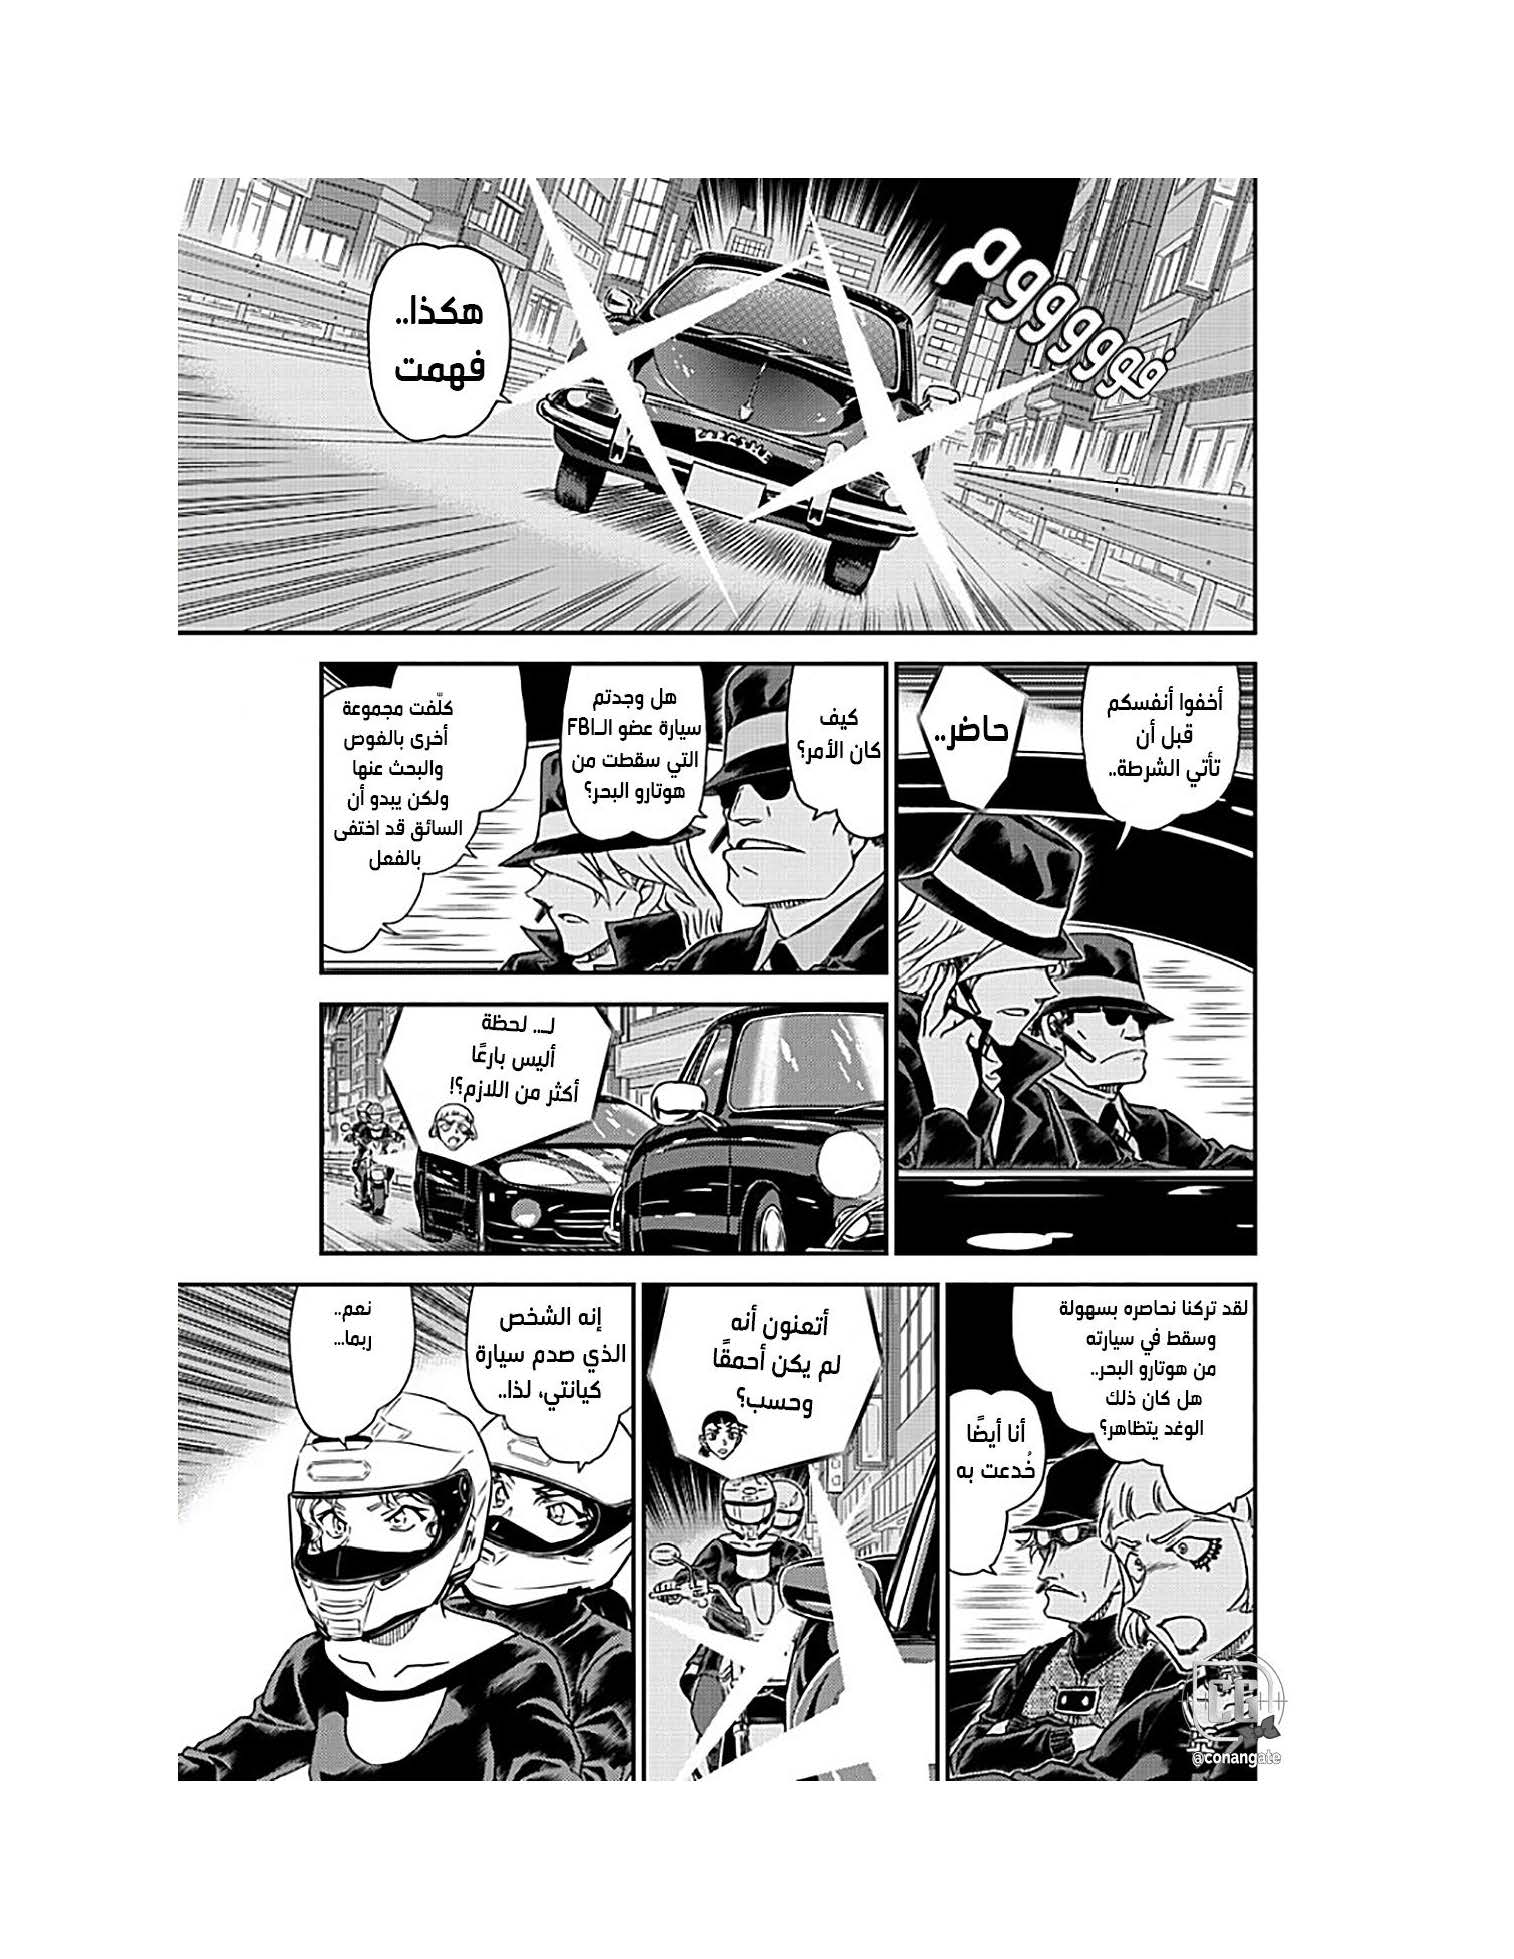 فووووووم
هكذا..
فهمت
أخفوا أنفسكم
قبل أن
تأتي الشرطة..
حاضر..
كيف
كان الأمر؟
هل وجدتم
سيارة عضو الـFBI
التي سقطت من
هوتارو البحر؟
كلّفت مجموعة
أخرى بالغوص
والبحث عنها
ولكن يبدو أن
السائق قد اختفى
بالفعل
لـ... لحظة
أليس بارعًا
أكثر من اللازم؟!
لقد تركنا نحاصره بسهولة
وسقط في سيارته
من هوتارو البحر..
هل كان ذلك
الوغد يتظاهر؟
أنا أيضًا
خُدعت به
أتعنون أنه
لم يكن أحمقًا
وحسب؟
إنه الشخص
الذي صدم سيارة
كيانتي، لذا..
نعم..
ربما...
CG
@conangate